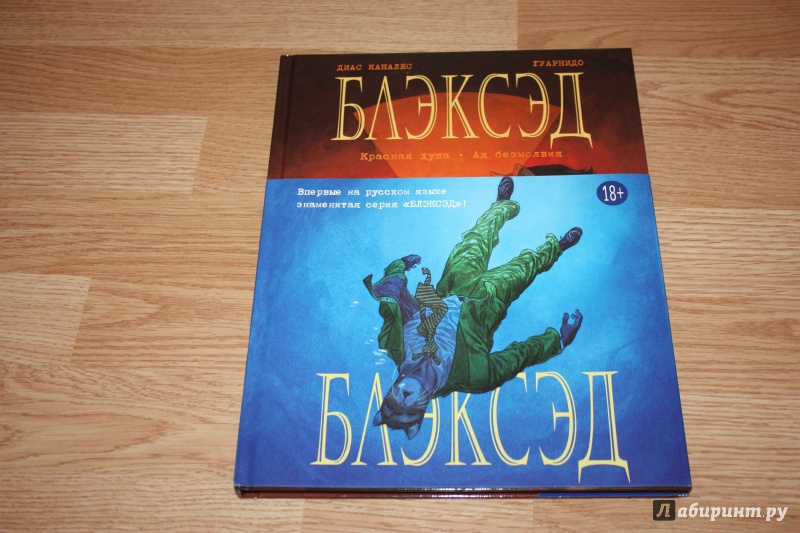 ДИАС КАНАЛЕС ГУАРНИДО
БЛЭКСЭД
Красная душа • Ад безмолвия
Впервые на русском языке
знаменитая серия «БЛЭКСЭД»!
18+
БЛЭКСЭД
Лабиринт.ру